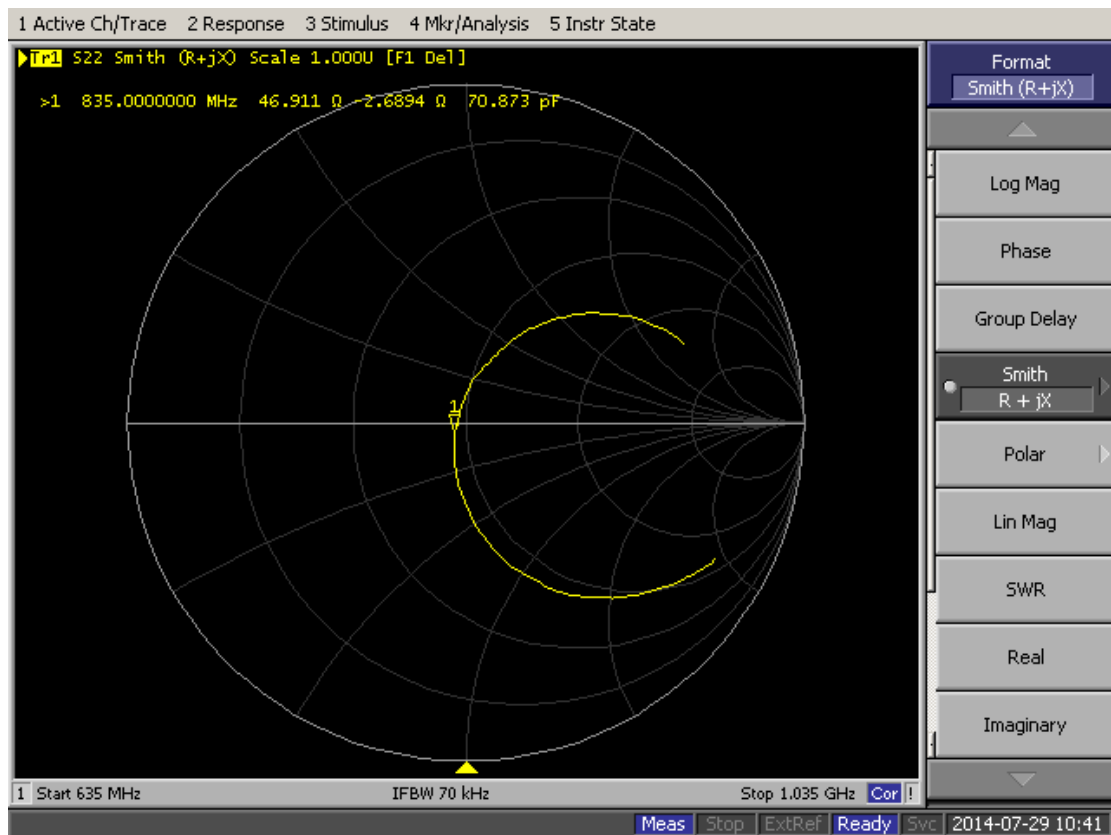 1 Active Ch/Trace 2 Response 3 Stimulus 4 Mkr/Analysis 5 Instr State
Tr1 S22 Smith (R+jX) Scale 1.000U [F1 Del]
>1 835.0000000 MHz 46.911 Ω -2.6894 Ω 70.873 pF
1
Format
Smith (R+jX)
Log Mag
Phase
Group Delay
Smith
R + jX
Polar
Lin Mag
SWR
Real
Imaginary
1 Start 635 MHz IFBW 70 kHz Stop 1.035 GHz Cor !
Meas Stop ExtRef Ready Svc 2014-07-29 10:41